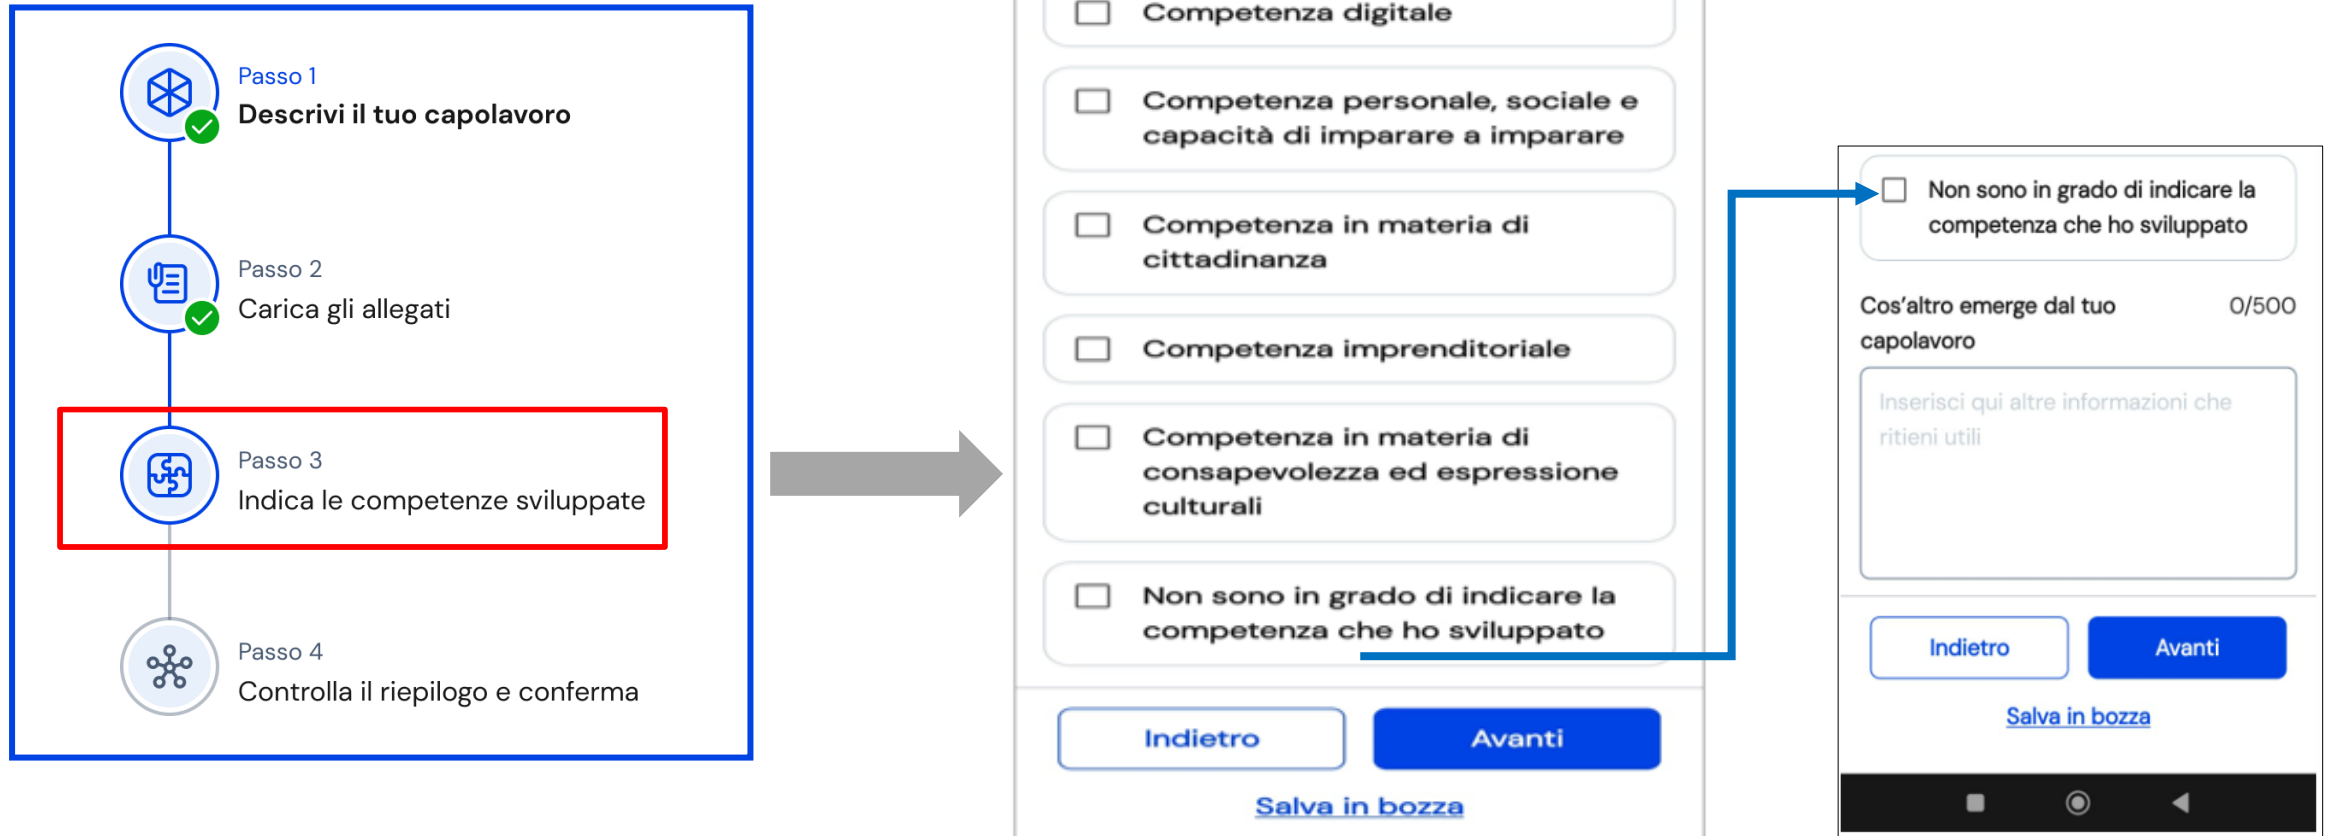 Passo 1
Descrivi il tuo capolavoro
Passo 2
Carica gli allegati
Passo 3
Indica le competenze sviluppate
Passo 4
Controlla il riepilogo e conferma
Competenza digitale
Competenza personale, sociale e
capacità di imparare a imparare
Competenza in materia di
cittadinanza
Competenza imprenditoriale
Competenza in materia di
consapevolezza ed espressione
culturali
Non sono in grado di indicare la
competenza che ho sviluppato
Indietro
Avanti
Salva in bozza
Non sono in grado di indicare la
competenza che ho sviluppato
Cos'altro emerge dal tuo 0/500
capolavoro
Inserisci qui altre informazioni che
ritieni utili
Indietro
Avanti
Salva in bozza